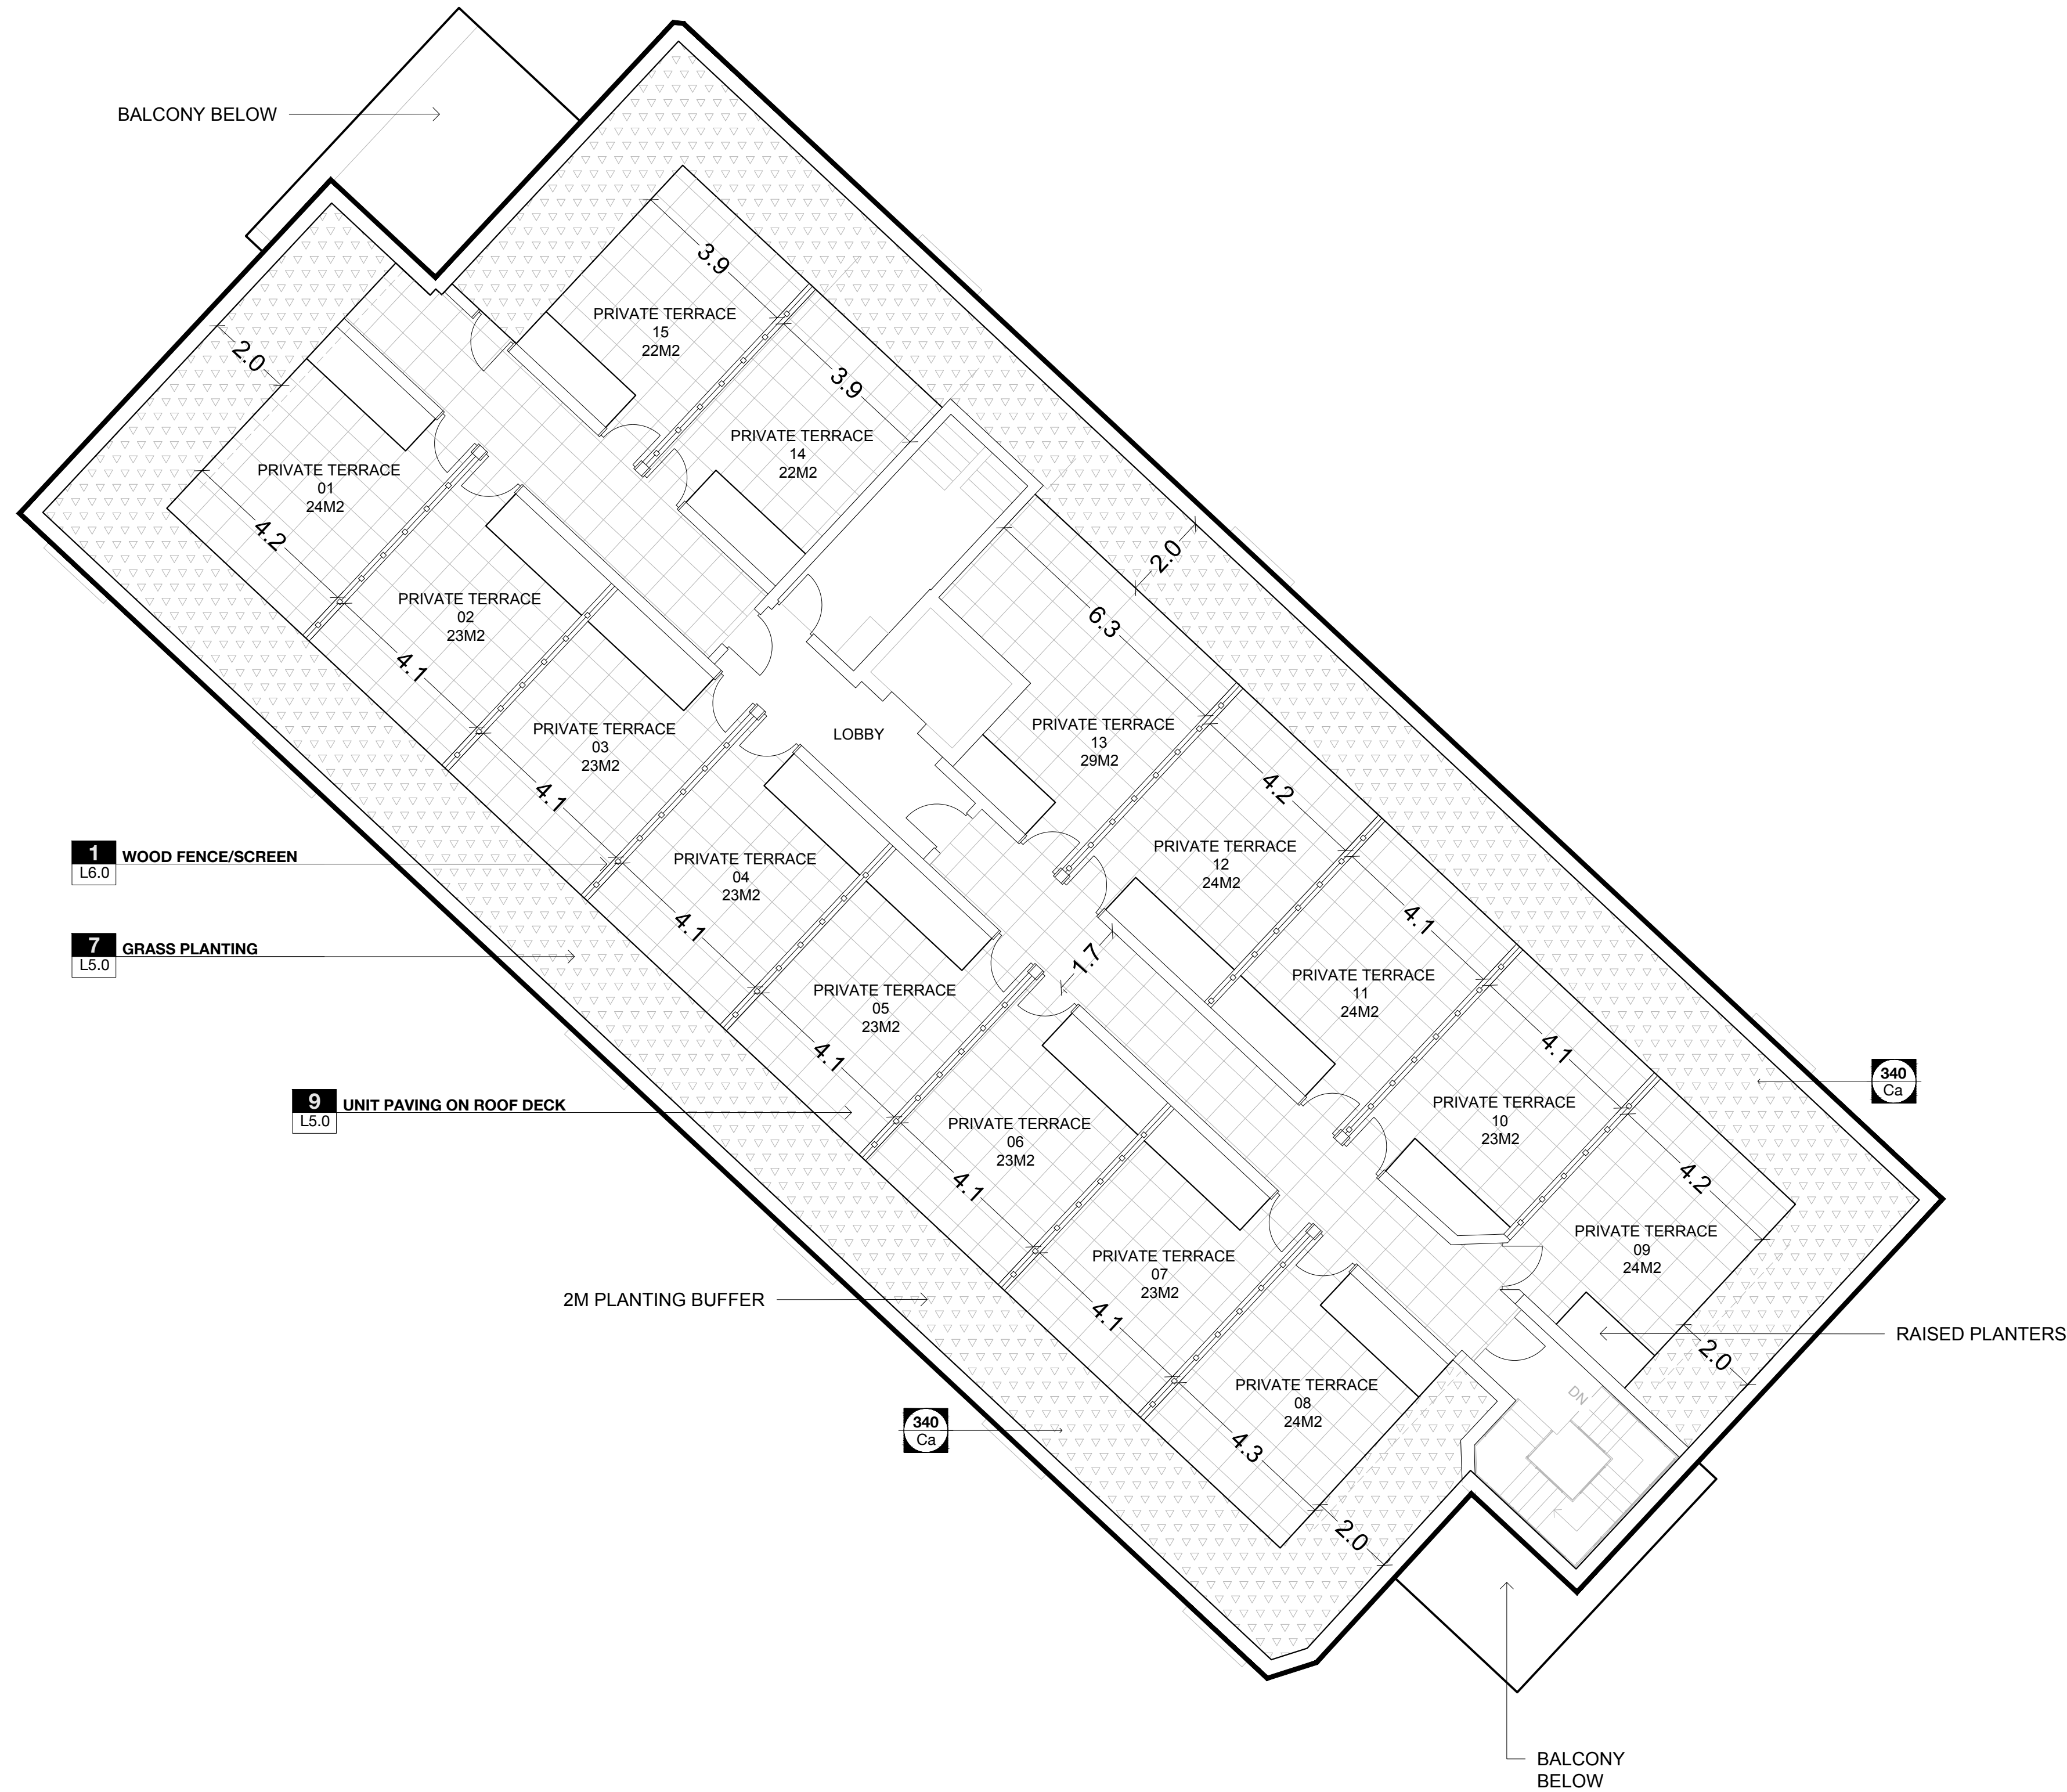 BALCONY BELOW
3.9
PRIVATE TERRACE
15
22M2
3.9
PRIVATE TERRACE
14
22M2
2.0
PRIVATE TERRACE
01
24M2
4.2
PRIVATE TERRACE
02
23M2
4.1
PRIVATE TERRACE
03
23M2
4.1
LOBBY
2.0
6.3
PRIVATE TERRACE
13
29M2
4.2
PRIVATE TERRACE
12
24M2
1
L6.0
WOOD FENCE/SCREEN
PRIVATE TERRACE
04
23M2
4.1
7
L5.0
GRASS PLANTING
1.7
4.1
PRIVATE TERRACE
11
24M2
PRIVATE TERRACE
05
23M2
4.1
4.1
9
L5.0
UNIT PAVING ON ROOF DECK
340
Ca
PRIVATE TERRACE
10
23M2
PRIVATE TERRACE
06
23M2
4.1
4.2
PRIVATE TERRACE
09
24M2
PRIVATE TERRACE
07
23M2
4.1
2M PLANTING BUFFER
RAISED PLANTERS
2.0
DN
PRIVATE TERRACE
08
24M2
4.3
340
Ca
2.0
BALCONY
BELOW